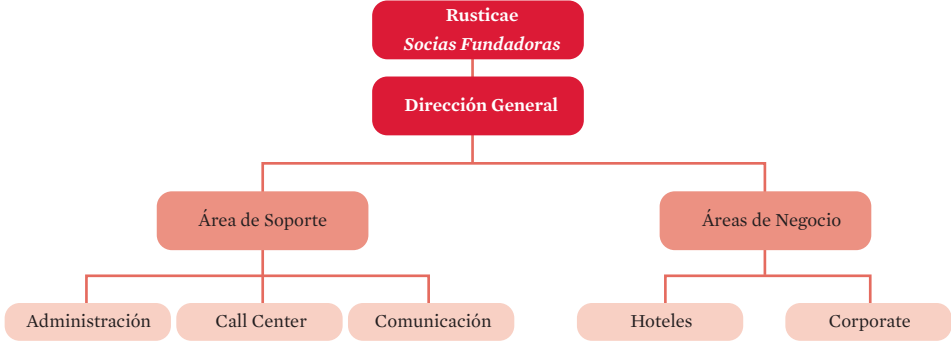 Rusticae
Socias Fundadoras
Dirección General
Área de Soporte
Áreas de Negocio
Administración
Call Center
Comunicación
Hoteles
Corporate